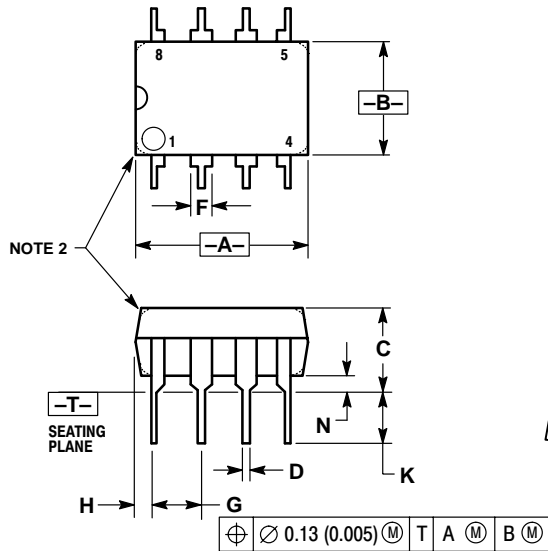 8 5
–B–
1 4
F
NOTE 2
–A–
C
–T–
N
SEATING
PLANE
D
K
H
G
⌖ ∅ 0.13 (0.005) Ⓜ T A Ⓜ B Ⓜ